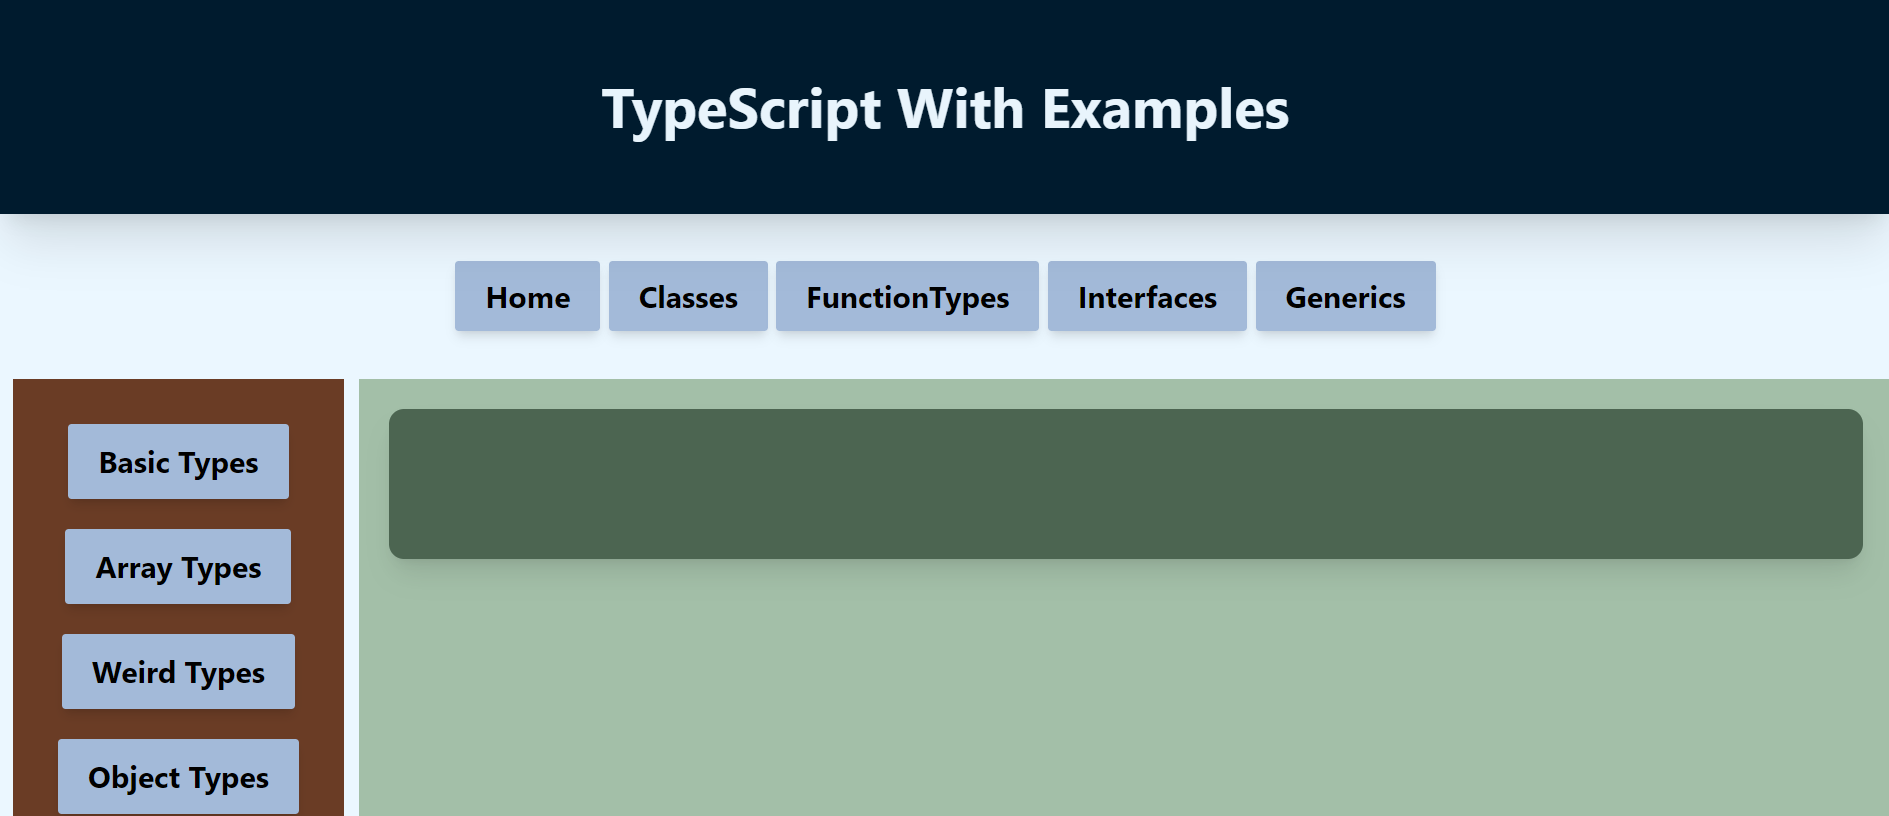 TypeScript With Examples
Home Classes FunctionTypes Interfaces Generics
Basic Types
Array Types
Weird Types
Object Types